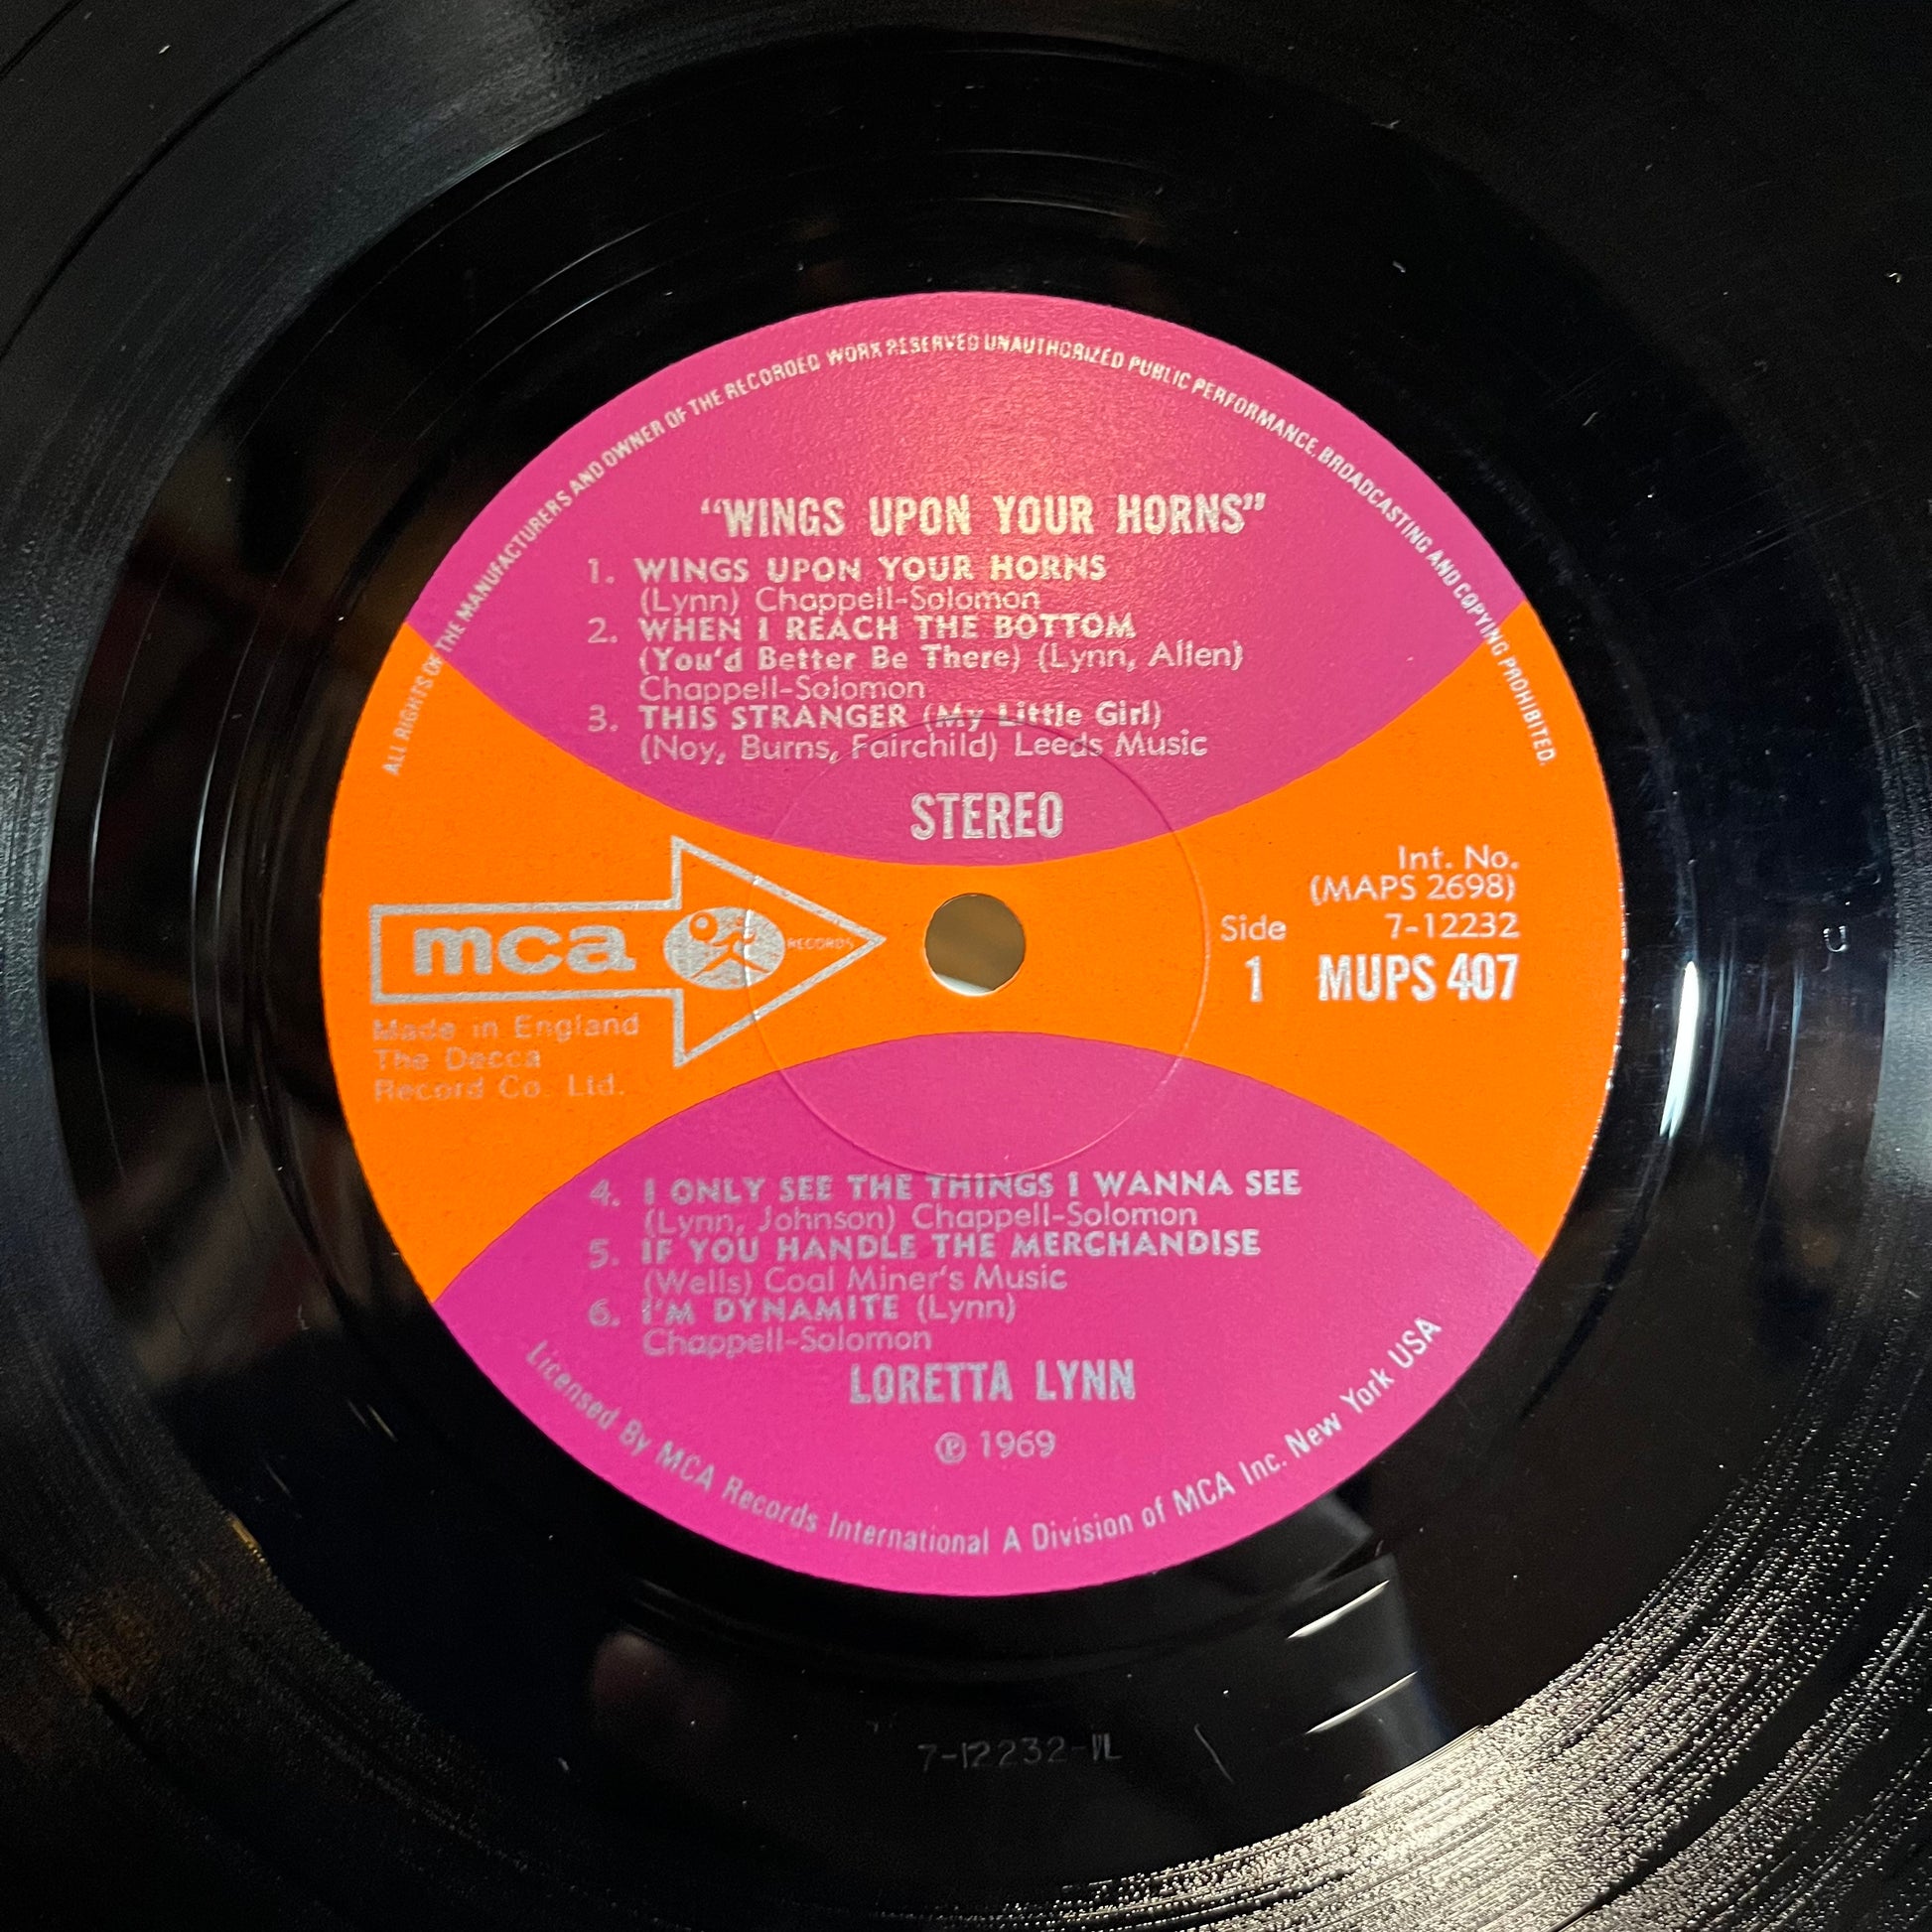 ALL RIGHTS OF THE MANUFACTURERS AND OWNER OF THE RECORDED WORK RESERVED UNAUTHORIZED PUBLIC PERFORMANCE, BROADCASTING AND COPYING PROHIBITED.
“WINGS UPON YOUR HORNS”
1. WINGS UPON YOUR HORNS
(Lynn) Chappell-Solomon
2. WHEN I REACH THE BOTTOM
(You'd Better Be There) (Lynn, Allen)
Chappell-Solomon
3. THIS STRANGER (My Little Girl)
(Noy, Burns, Fairchild) Leeds Music
STEREO
mca RECORDS
Made in England
The Decca
Record Co. Ltd.
Int. No.
(MAPS 2698)
Side 7-12232
1 MUPS 407
4. I ONLY SEE THE THINGS I WANNA SEE
(Lynn, Johnson) Chappell-Solomon
5. IF YOU HANDLE THE MERCHANDISE
(Wells) Coal Miner's Music
6. I'M DYNAMITE (Lynn)
Chappell-Solomon
LORETTA LYNN
℗ 1969
Licensed By MCA Records International A Division of MCA Inc. New York USA